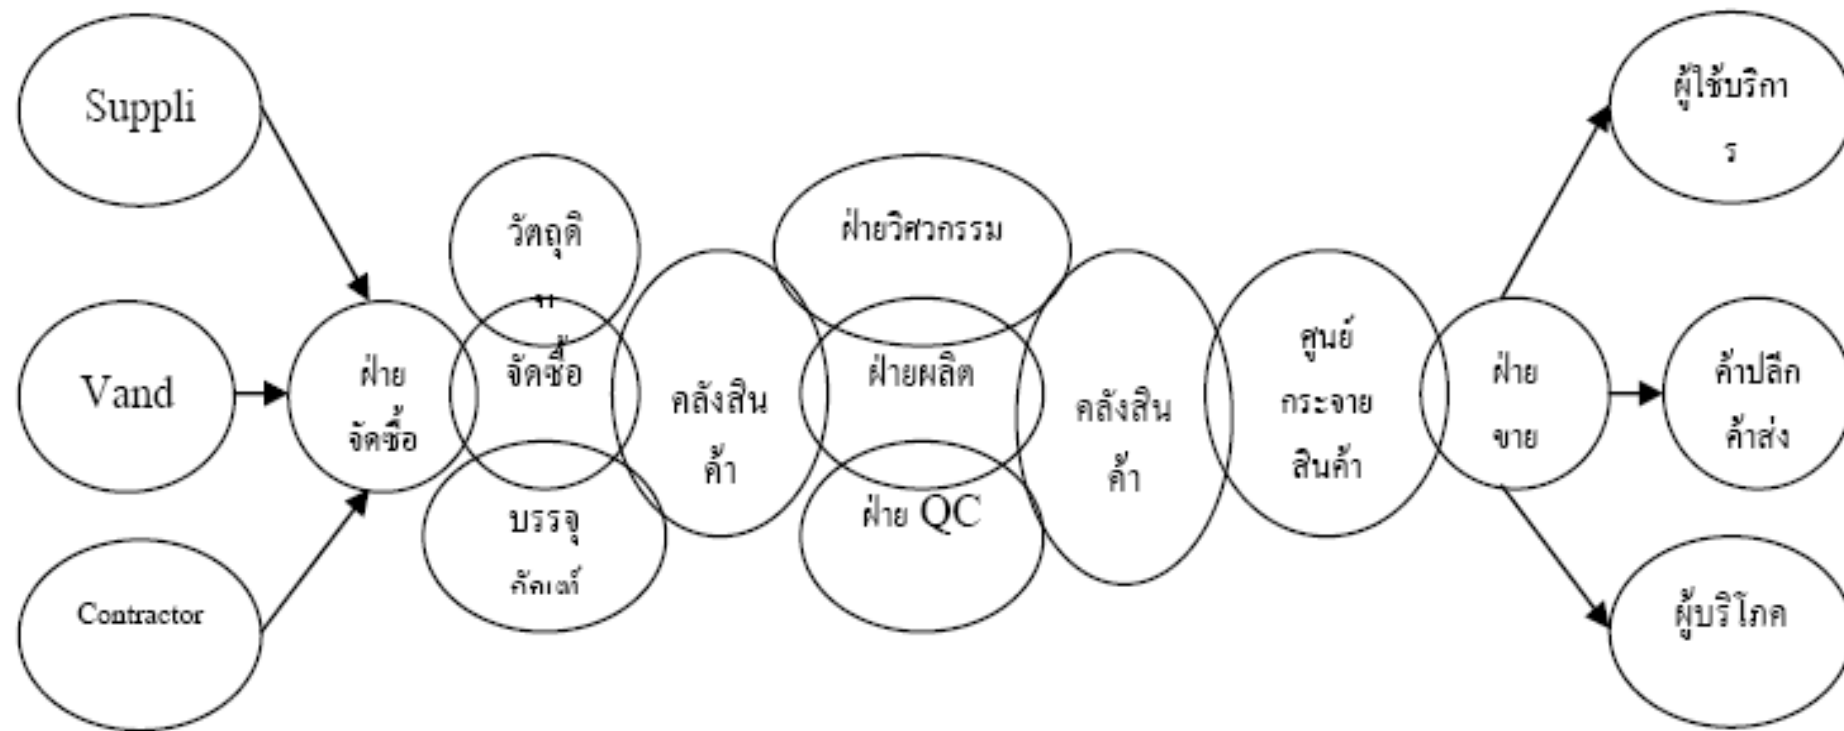 Suppli
Vand
Contractor
ฝ่าย
จัดซื้อ
วัตถุดิ
จัดซื้อ
บรรจุ
คลังสิน
ค้า
ฝ่ายวิศวกรรม
ฝ่ายผลิต
ฝ่าย QC
คลังสิน
ค้า
ศูนย์
กระจาย
สินค้า
ฝ่าย
ขาย
ผู้ใช้บริกา
ร
ค้าปลีก
ค้าส่ง
ผู้บริโภค